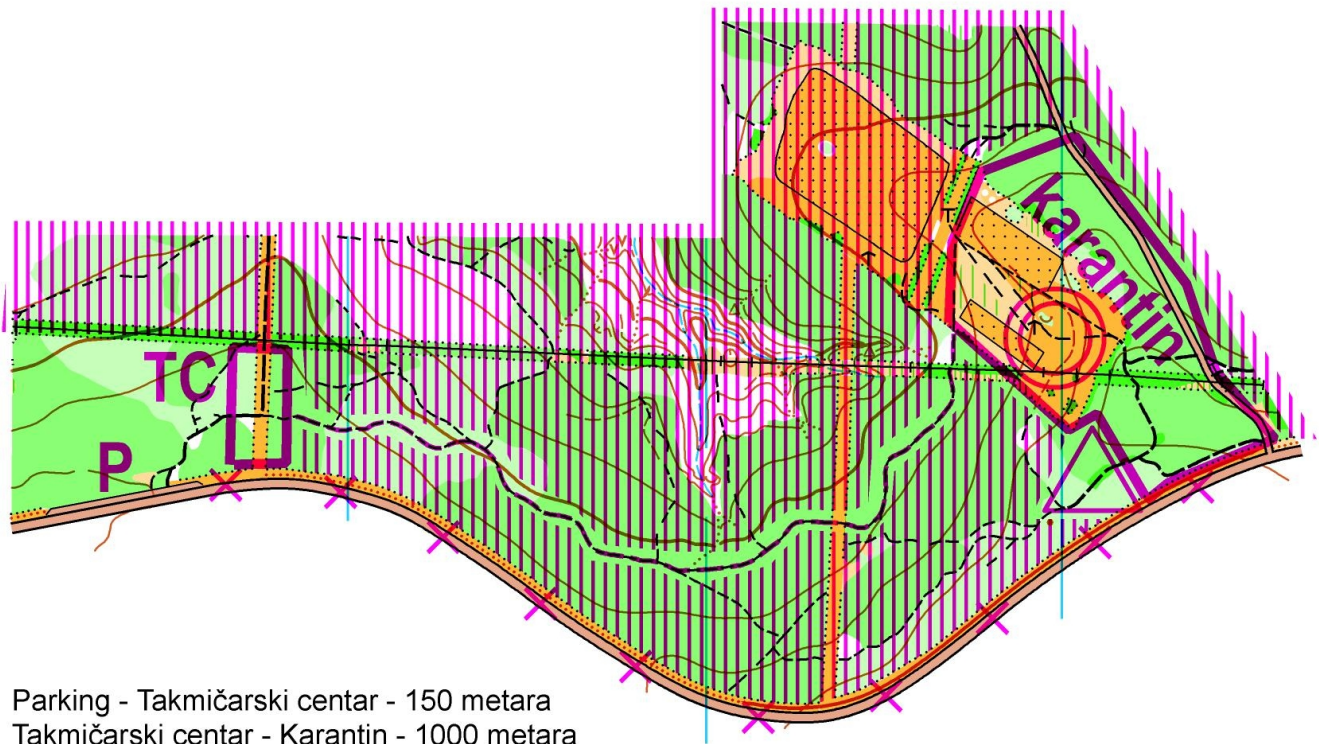 karantin
TC
P
Parking - Takmičarski centar - 150 metara
Takmičarski centar - Karantin - 1000 metara